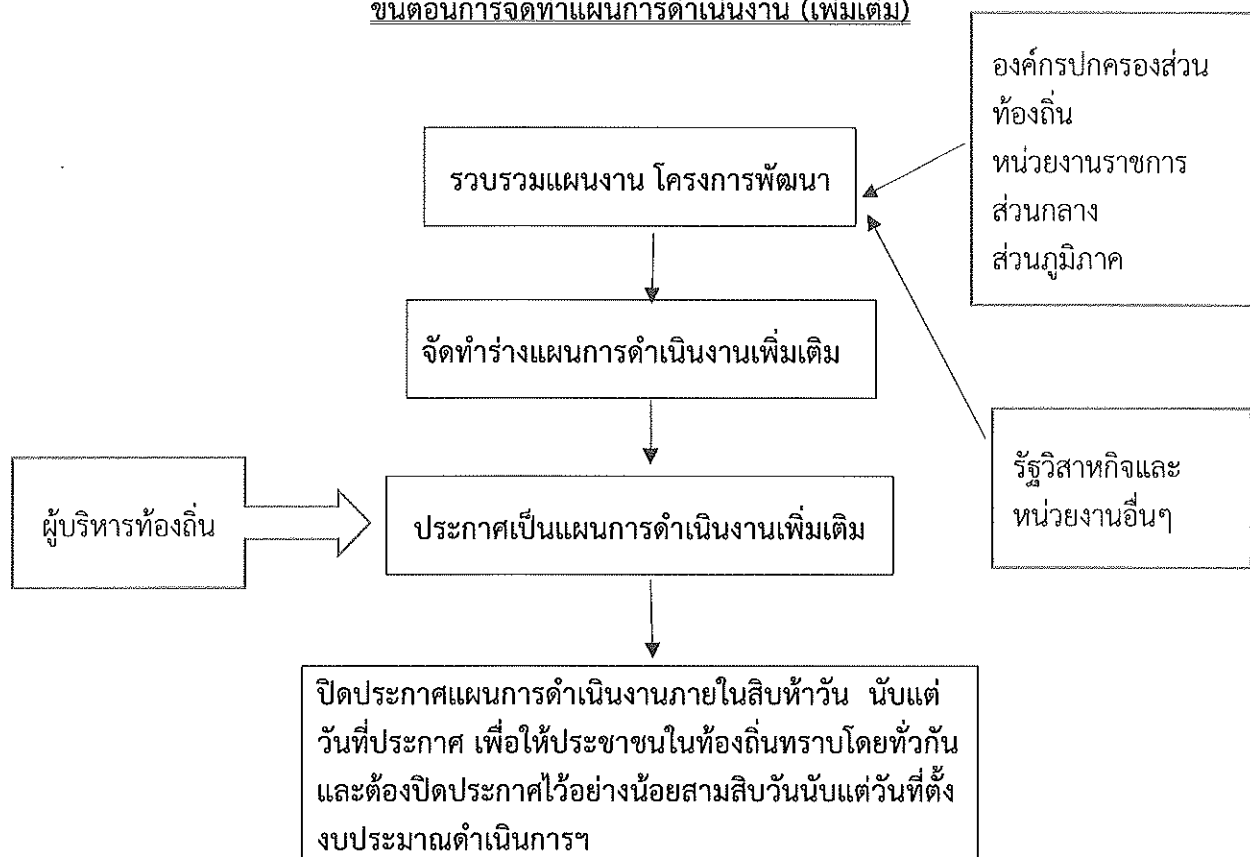 ขั้นตอนการจัดทำแผนการดำเนินงาน (เพิ่มเติม)
องค์กรปกครองส่วน
ท้องถิ่น
หน่วยงานราชการ
ส่วนกลาง
ส่วนภูมิภาค
รวบรวมแผนงาน โครงการพัฒนา
จัดทำร่างแผนการดำเนินงานเพิ่มเติม
รัฐวิสาหกิจและ
หน่วยงานอื่นๆ
ผู้บริหารท้องถิ่น
ประกาศเป็นแผนการดำเนินงานเพิ่มเติม
ปิดประกาศแผนการดำเนินงานภายในสิบห้าวัน นับแต่
วันที่ประกาศ เพื่อให้ประชาชนในท้องถิ่นทราบโดยทั่วกัน
และต้องปิดประกาศไว้อย่างน้อยสามสิบวันนับแต่วันที่ตั้ง
งบประมาณดำเนินการฯ